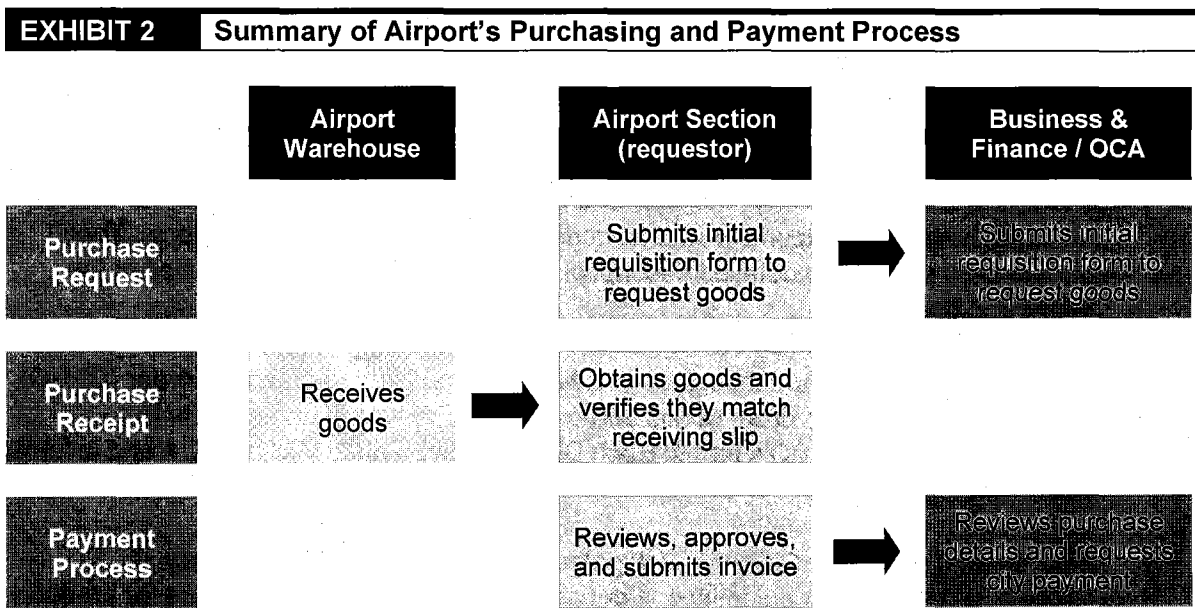 EXHIBIT 2 Summary of Airport's Purchasing and Payment Process
Airport
Warehouse
Airport Section
(requestor)
Business &
Finance / OCA
Purchase
Request
Submits initial
requisition form to
request goods
Submits initial
requisition form to
request goods
Purchase
Receipt
Receives
goods
Obtains goods and
verifies they match
receiving slip
Payment
Process
Reviews, approves,
and submits invoice
Reviews purchase
details and requests
city payment